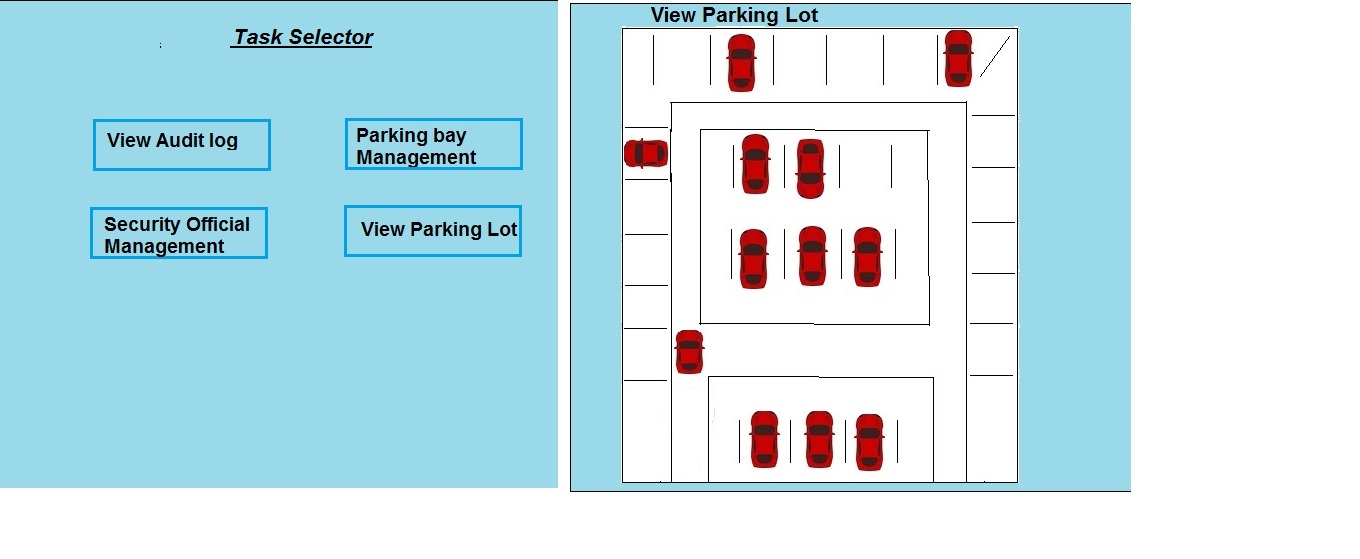 Task Selector
View Audit log
Parking bay
Management
Security Official
Management
View Parking Lot
View Parking Lot